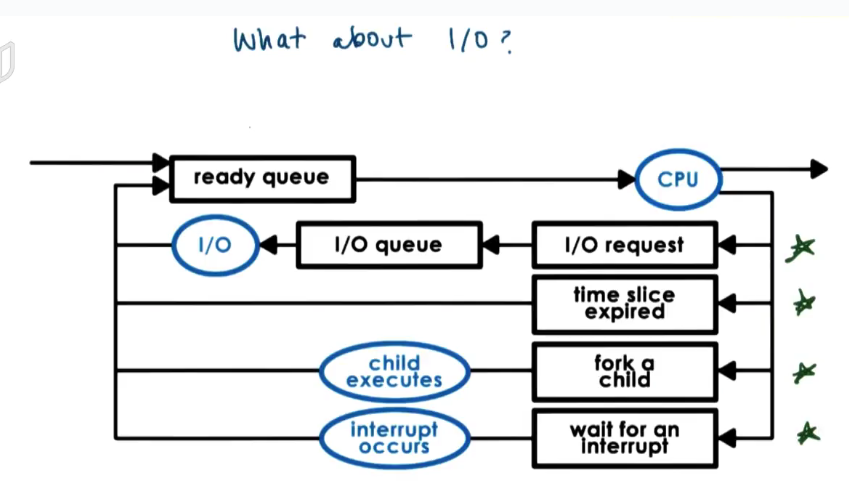 What about I/O?
ready queue
CPU
I/O
I/O queue
I/O request
time slice
expired
child
executes
fork a
child
interrupt
occurs
wait for an
interrupt